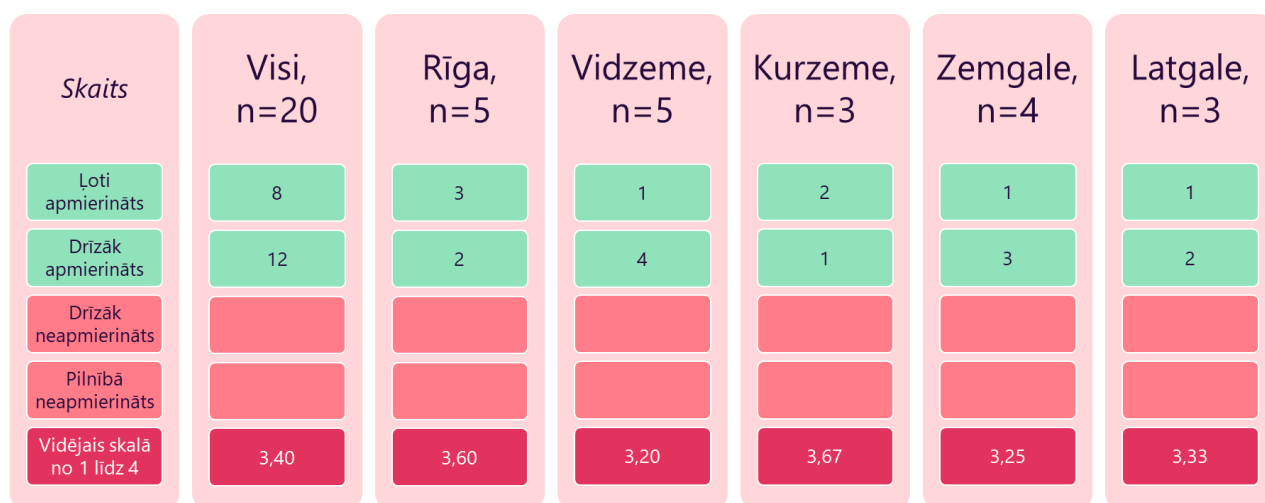 Skaits
Visi,
n=20
Rīga,
n=5
Vidzeme,
n=5
Kurzeme,
n=3
Zemgale,
n=4
Latgale,
n=3
Ļoti
apmierināts
8
3
1
2
1
1
Drīzāk
apmierināts
12
2
4
1
3
2
Drīzāk
neapmierināts
Pilnībā
neapmierināts
Vidējais skalā
no 1 līdz 4
3,40
3,60
3,20
3,67
3,25
3,33